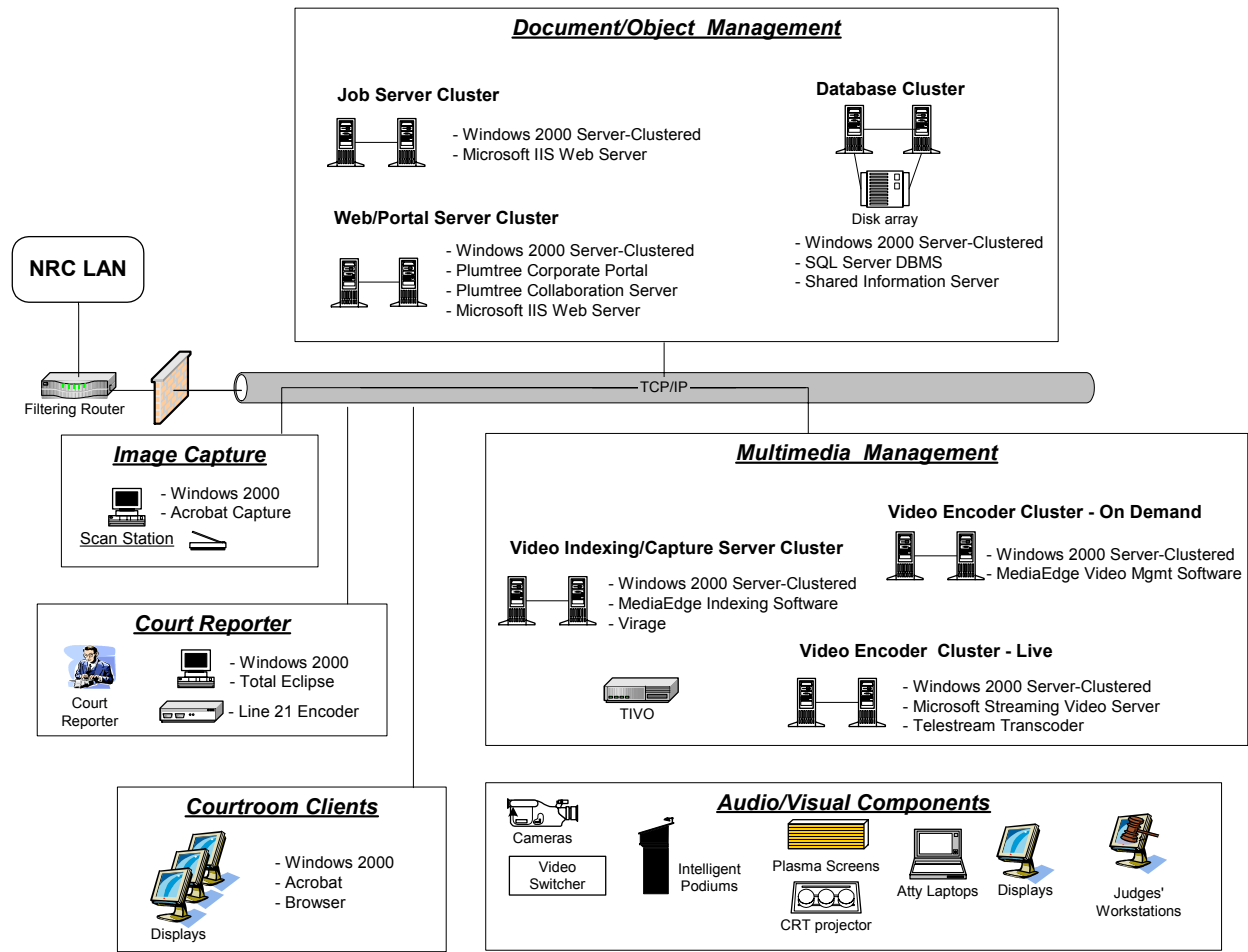 Document/Object Management
Job Server Cluster
- Windows 2000 Server-Clustered
- Microsoft IIS Web Server
Database Cluster
Disk array
- Windows 2000 Server-Clustered
- SQL Server DBMS
- Shared Information Server
Web/Portal Server Cluster
- Windows 2000 Server-Clustered
- Plumtree Corporate Portal
- Plumtree Collaboration Server
- Microsoft IIS Web Server
NRC LAN
Filtering Router
TCP/IP
Image Capture
- Windows 2000
- Acrobat Capture
Scan Station
Court Reporter
- Windows 2000
- Total Eclipse
- Line 21 Encoder
Court
Reporter
Courtroom Clients
- Windows 2000
- Acrobat
- Browser
Displays
Multimedia Management
Video Indexing/Capture Server Cluster
- Windows 2000 Server-Clustered
- MediaEdge Indexing Software
- Virage
Video Encoder Cluster - On Demand
- Windows 2000 Server-Clustered
- MediaEdge Video Mgmt Software
Video Encoder Cluster - Live
- Windows 2000 Server-Clustered
- Microsoft Streaming Video Server
- Telestream Transcoder
TIVO
Audio/Visual Components
Cameras
Video
Switcher
Intelligent
Podiums
Plasma Screens
CRT projector
Atty Laptops
Displays
Judges'
Workstations